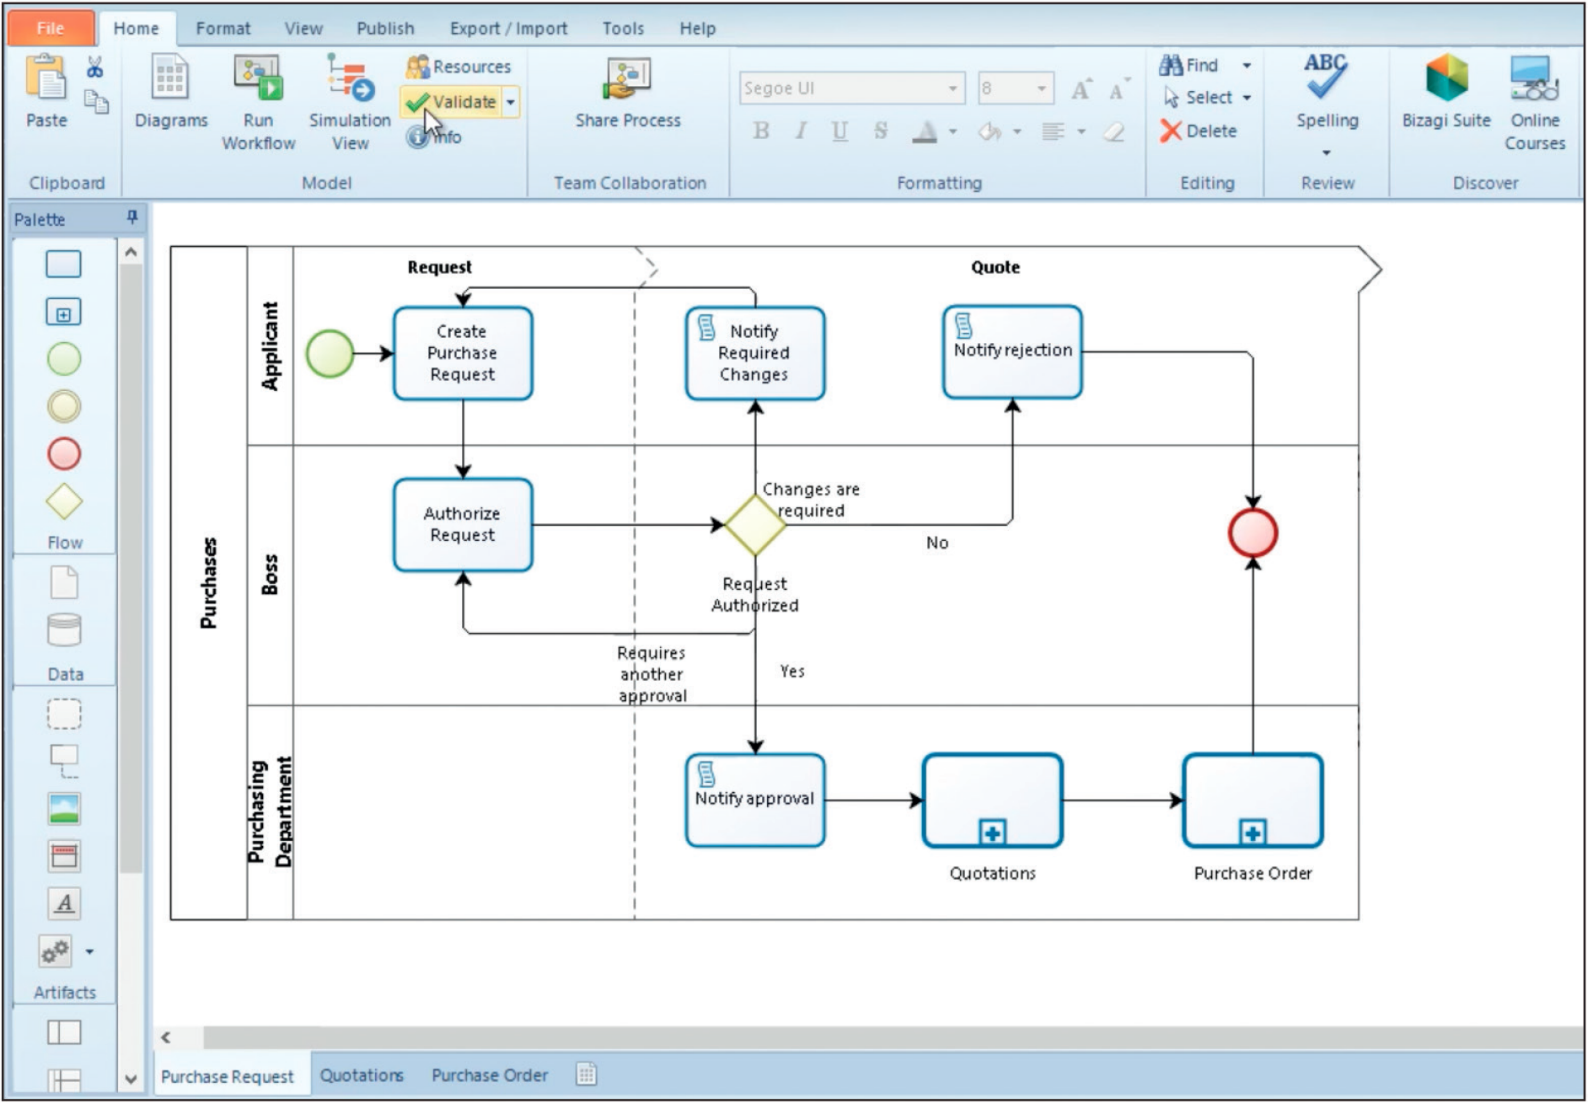 File Home Format View Publish Export / Import Tools Help
Paste
Clipboard
Diagrams
Run
Workflow
Simulation
View
Resources
Validate
Info
Model
Share Process
Team Collaboration
Segoe UI 8 A A
B I U S A
Formatting
Find
Select
Delete
Editing
ABC
Spelling
Review
Bizagi Suite
Online
Courses
Discover
Palette
Flow
Data
A
Artifacts
Purchases
Applicant
Boss
Purchasing
Department
Request
Quote
Create
Purchase
Request
Notify
Required
Changes
Notify rejection
Authorize
Request
Changes are
required
No
Request
Authorized
Requires
another
approval
Yes
Notify approval
Quotations
Purchase Order
Purchase Request Quotations Purchase Order